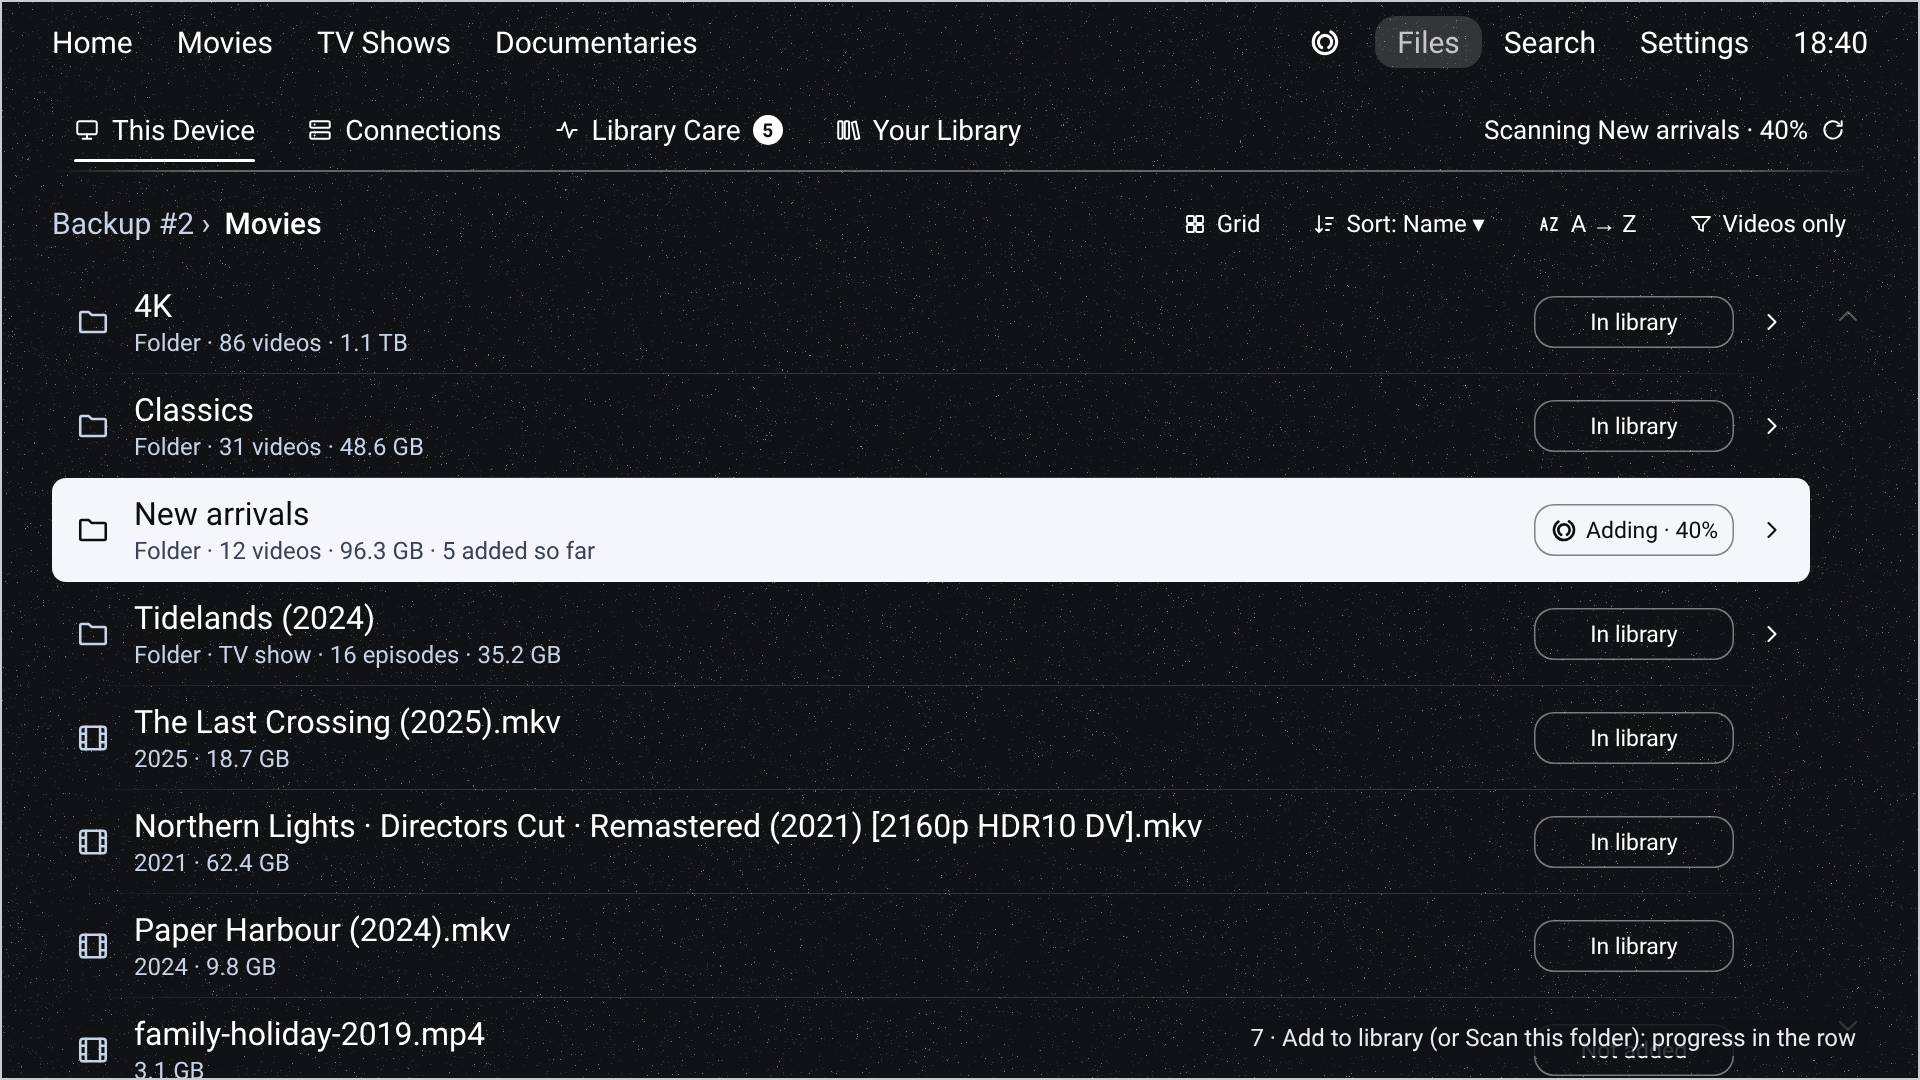 Home Movies TV Shows Documentaries Files Search Settings 18:40
This Device Connections Library Care 5 Your Library Scanning New arrivals · 40%
Backup #2 › Movies Grid Sort: Name ▾ AZ A → Z Videos only
4K
Folder · 86 videos · 1.1 TB
In library
Classics
Folder · 31 videos · 48.6 GB
In library
New arrivals
Folder · 12 videos · 96.3 GB · 5 added so far
Adding · 40%
Tidelands (2024)
Folder · TV show · 16 episodes · 35.2 GB
In library
The Last Crossing (2025).mkv
2025 · 18.7 GB
In library
Northern Lights · Directors Cut · Remastered (2021) [2160p HDR10 DV].mkv
2021 · 62.4 GB
In library
Paper Harbour (2024).mkv
2024 · 9.8 GB
In library
family-holiday-2019.mp4
3.1 GB
Not added
7 · Add to library (or Scan this folder): progress in the row